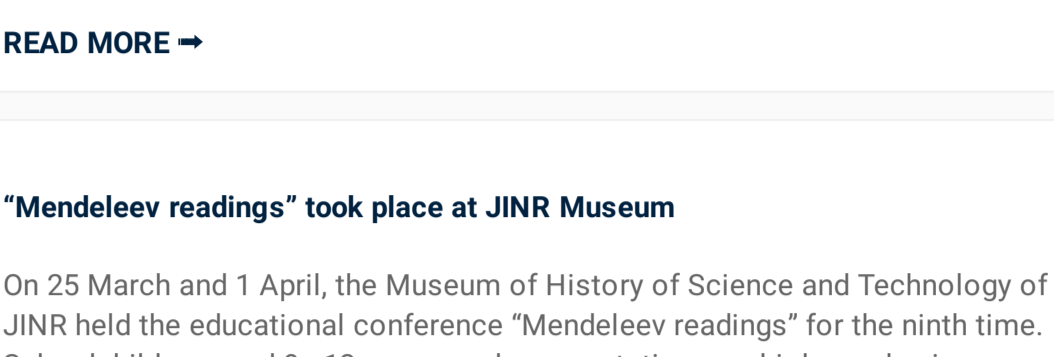 READ MORE ➡
“Mendeleev readings” took place at JINR Museum
On 25 March and 1 April, the Museum of History of Science and Technology of
JINR held the educational conference “Mendeleev readings” for the ninth time.